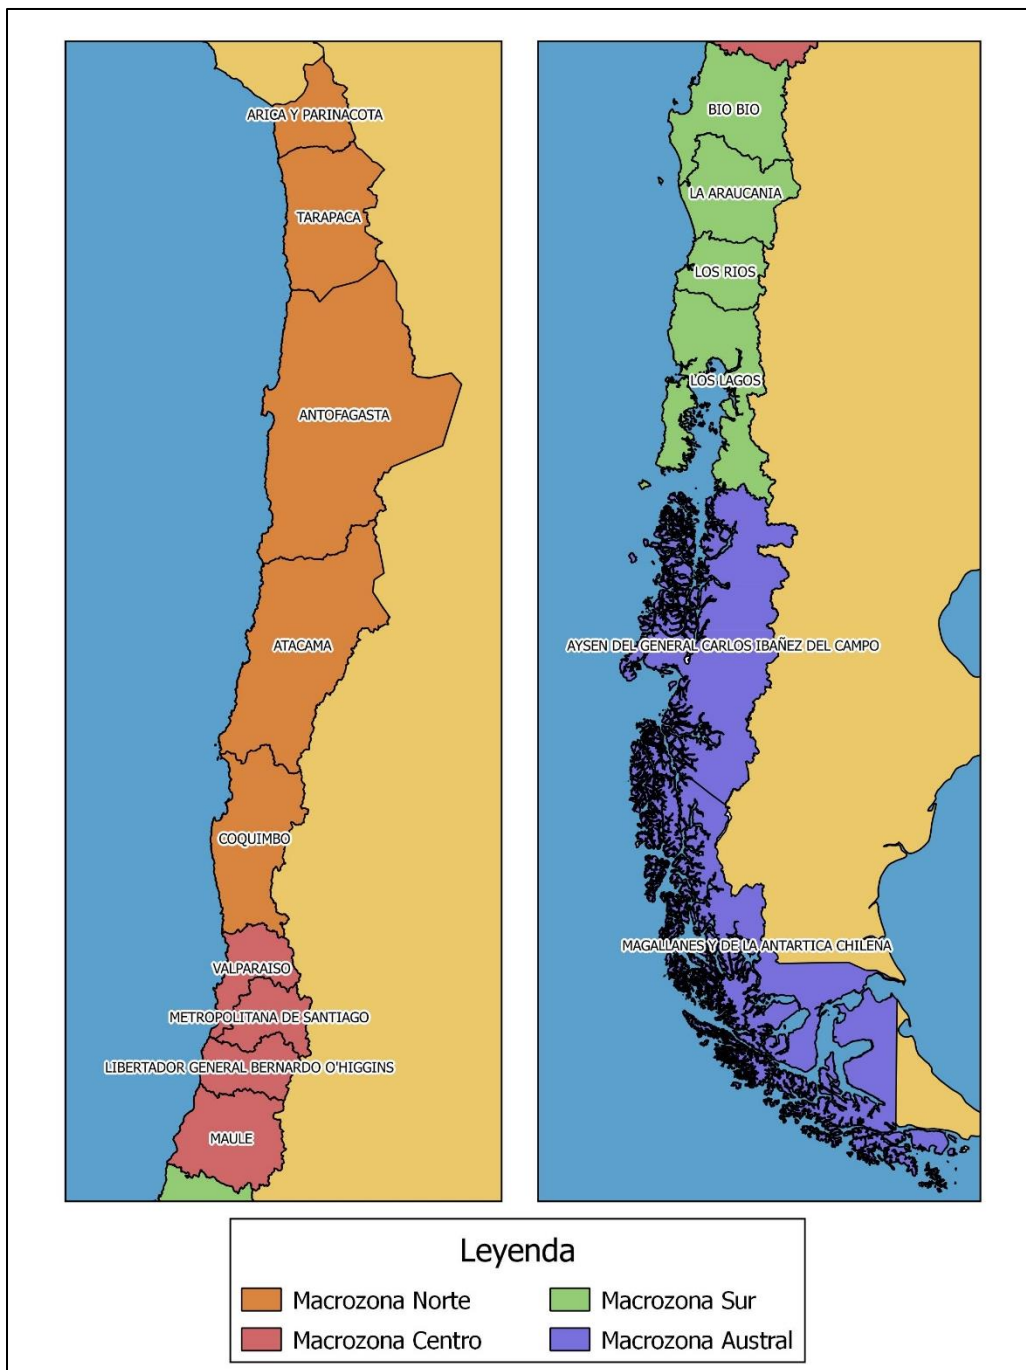 ARICA Y PARINACOTA
TARAPACA
ANTOFAGASTA
ATACAMA
COQUIMBO
VALPARAISO
METROPOLITANA DE SANTIAGO
LIBERTADOR GENERAL BERNARDO O'HIGGINS
MAULE
BIO BIO
LA ARAUCANIA
LOS RIOS
LOS LAGOS
AYSEN DEL GENERAL CARLOS IBAÑEZ DEL CAMPO
MAGALLANES Y DE LA ANTARTICA CHILENA
Leyenda
Macrozona Norte
Macrozona Centro
Macrozona Sur
Macrozona Austral